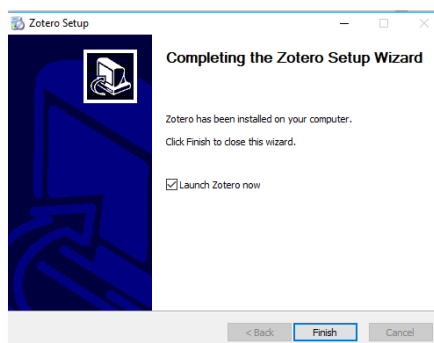 Zotero Setup
Completing the Zotero Setup Wizard
Zotero has been installed on your computer.
Click Finish to close this wizard.
Launch Zotero now
< Back
Finish
Cancel